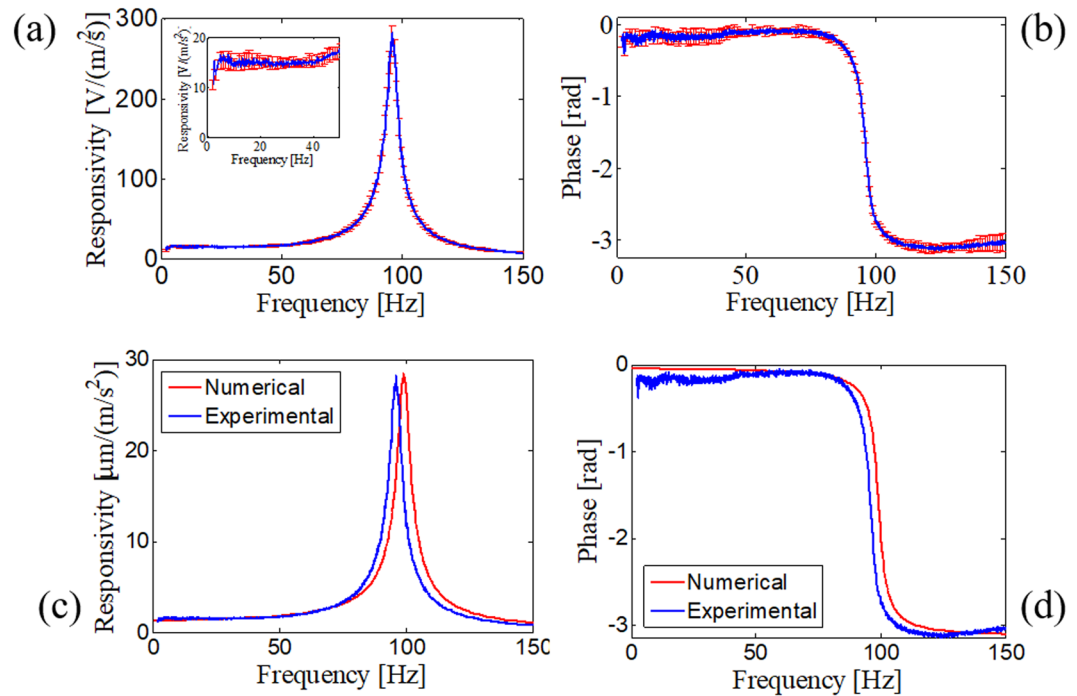 (a)
Responsivity [V/(m/s²)]
300
200
100
0
0 50 100 150
Frequency [Hz]
Responsivity [V/(m/s²)]
20
10
0
0 20 40
Frequency [Hz]
(b)
Phase [rad]
0
-1
-2
-3
0 50 100 150
Frequency [Hz]
(c)
Responsivity [μm/(m/s²)]
30
20
10
0
0 50 100 150
Frequency [Hz]
Numerical
Experimental
(d)
Phase [rad]
0
-1
-2
-3
0 50 100 150
Frequency [Hz]
Numerical
Experimental